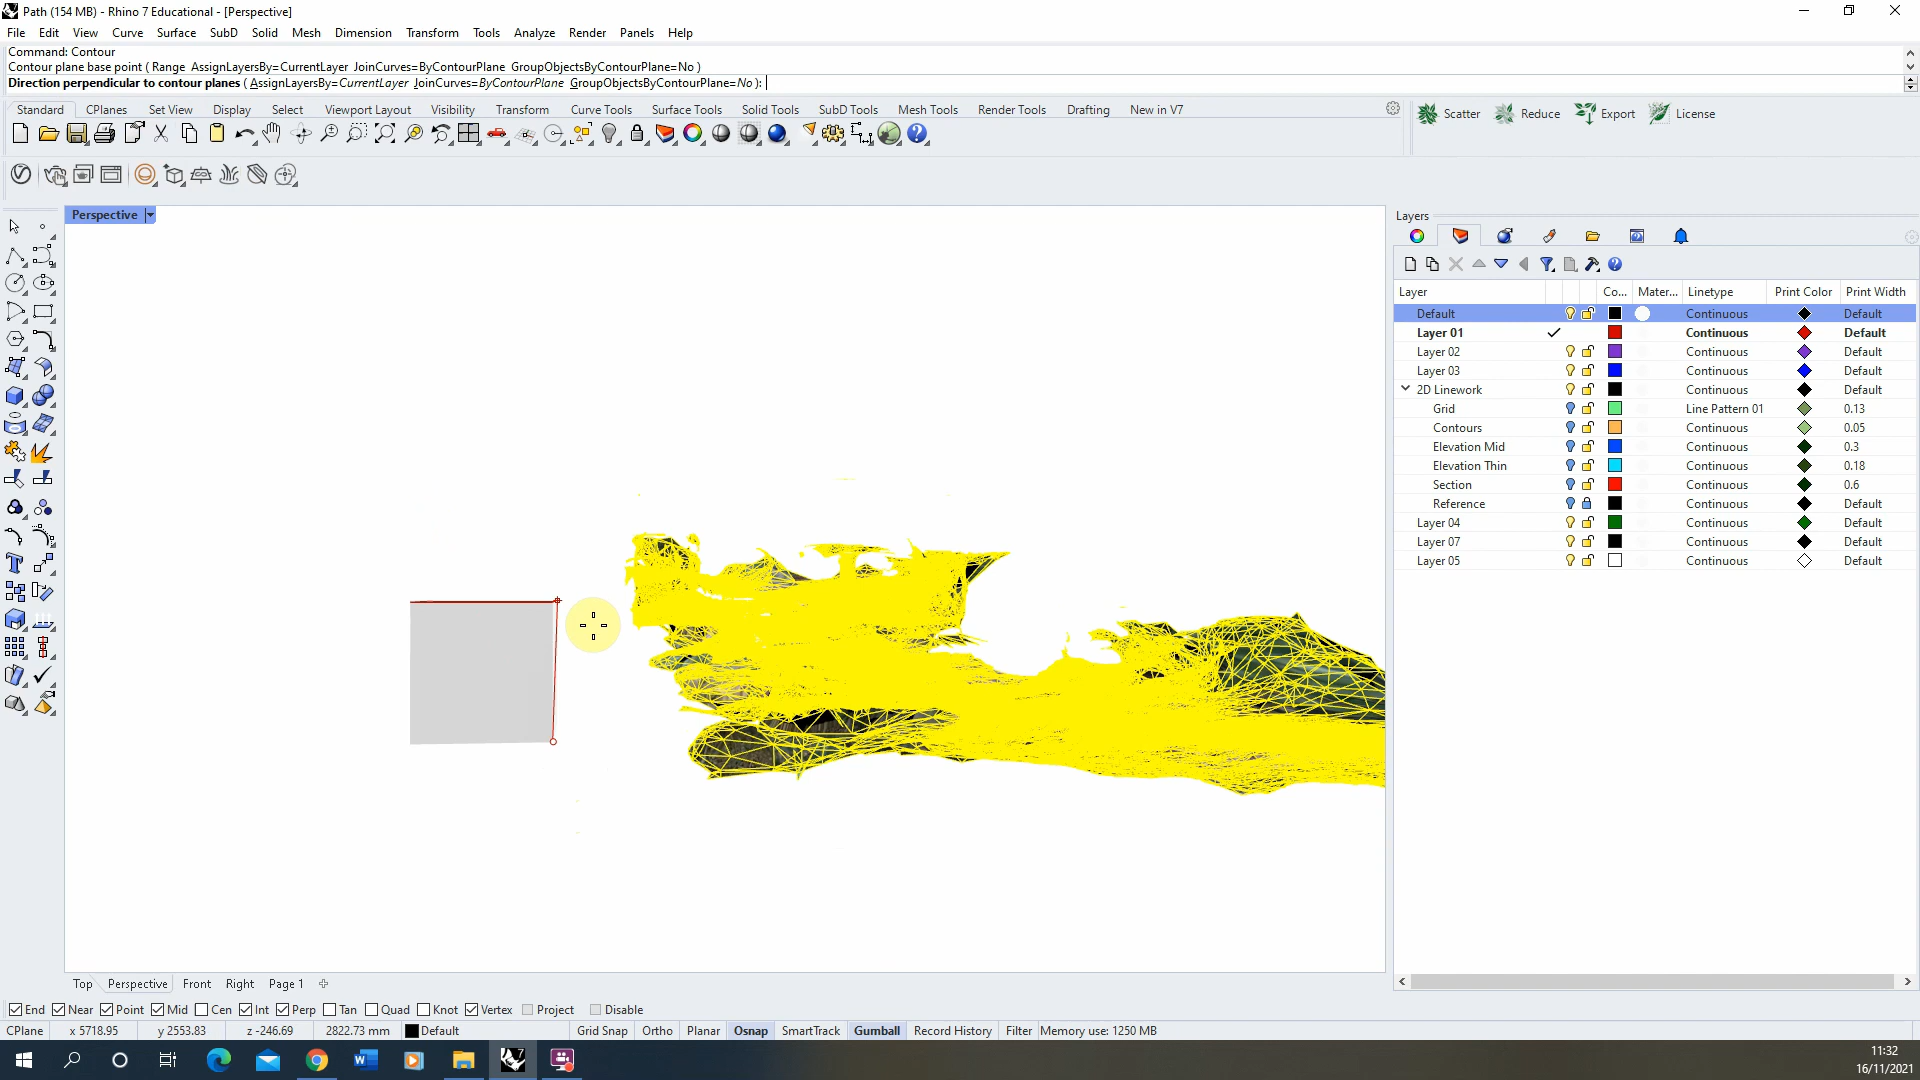 Path (154 MB) - Rhino 7 Educational - [Perspective]
File Edit View Curve Surface SubD Solid Mesh Dimension Transform Tools Analyze Render Panels Help
Command: Contour
Contour plane base point ( Range AssignLayersBy=CurrentLayer JoinCurves=ByContourPlane GroupObjectsByContourPlane=No )
Direction perpendicular to contour planes ( AssignLayersBy=CurrentLayer JoinCurves=ByContourPlane GroupObjectsByContourPlane=No ):
Standard CPlanes Set View Display Select Viewport Layout Visibility Transform Curve Tools Surface Tools Solid Tools SubD Tools Mesh Tools Render Tools Drafting New in V7
Scatter Reduce Export License
Perspective
Layers
Layer Co... Mater... Linetype Print Color Print Width
Default Continuous Default
Layer 01 Continuous Default
Layer 02 Continuous Default
Layer 03 Continuous Default
2D Linework Continuous Default
Grid Line Pattern 01 0.13
Contours Continuous 0.05
Elevation Mid Continuous 0.3
Elevation Thin Continuous 0.18
Section Continuous 0.6
Reference Continuous Default
Layer 04 Continuous Default
Layer 07 Continuous Default
Layer 05 Continuous Default
Top Perspective Front Right Page 1
End Near Point Mid Cen Int Perp Tan Quad Knot Vertex Project Disable
CPlane x 5718.95 y 2553.83 z -246.69 2822.73 mm Default Grid Snap Ortho Planar Osnap SmartTrack Gumball Record History Filter Memory use: 1250 MB
11:32
16/11/2021